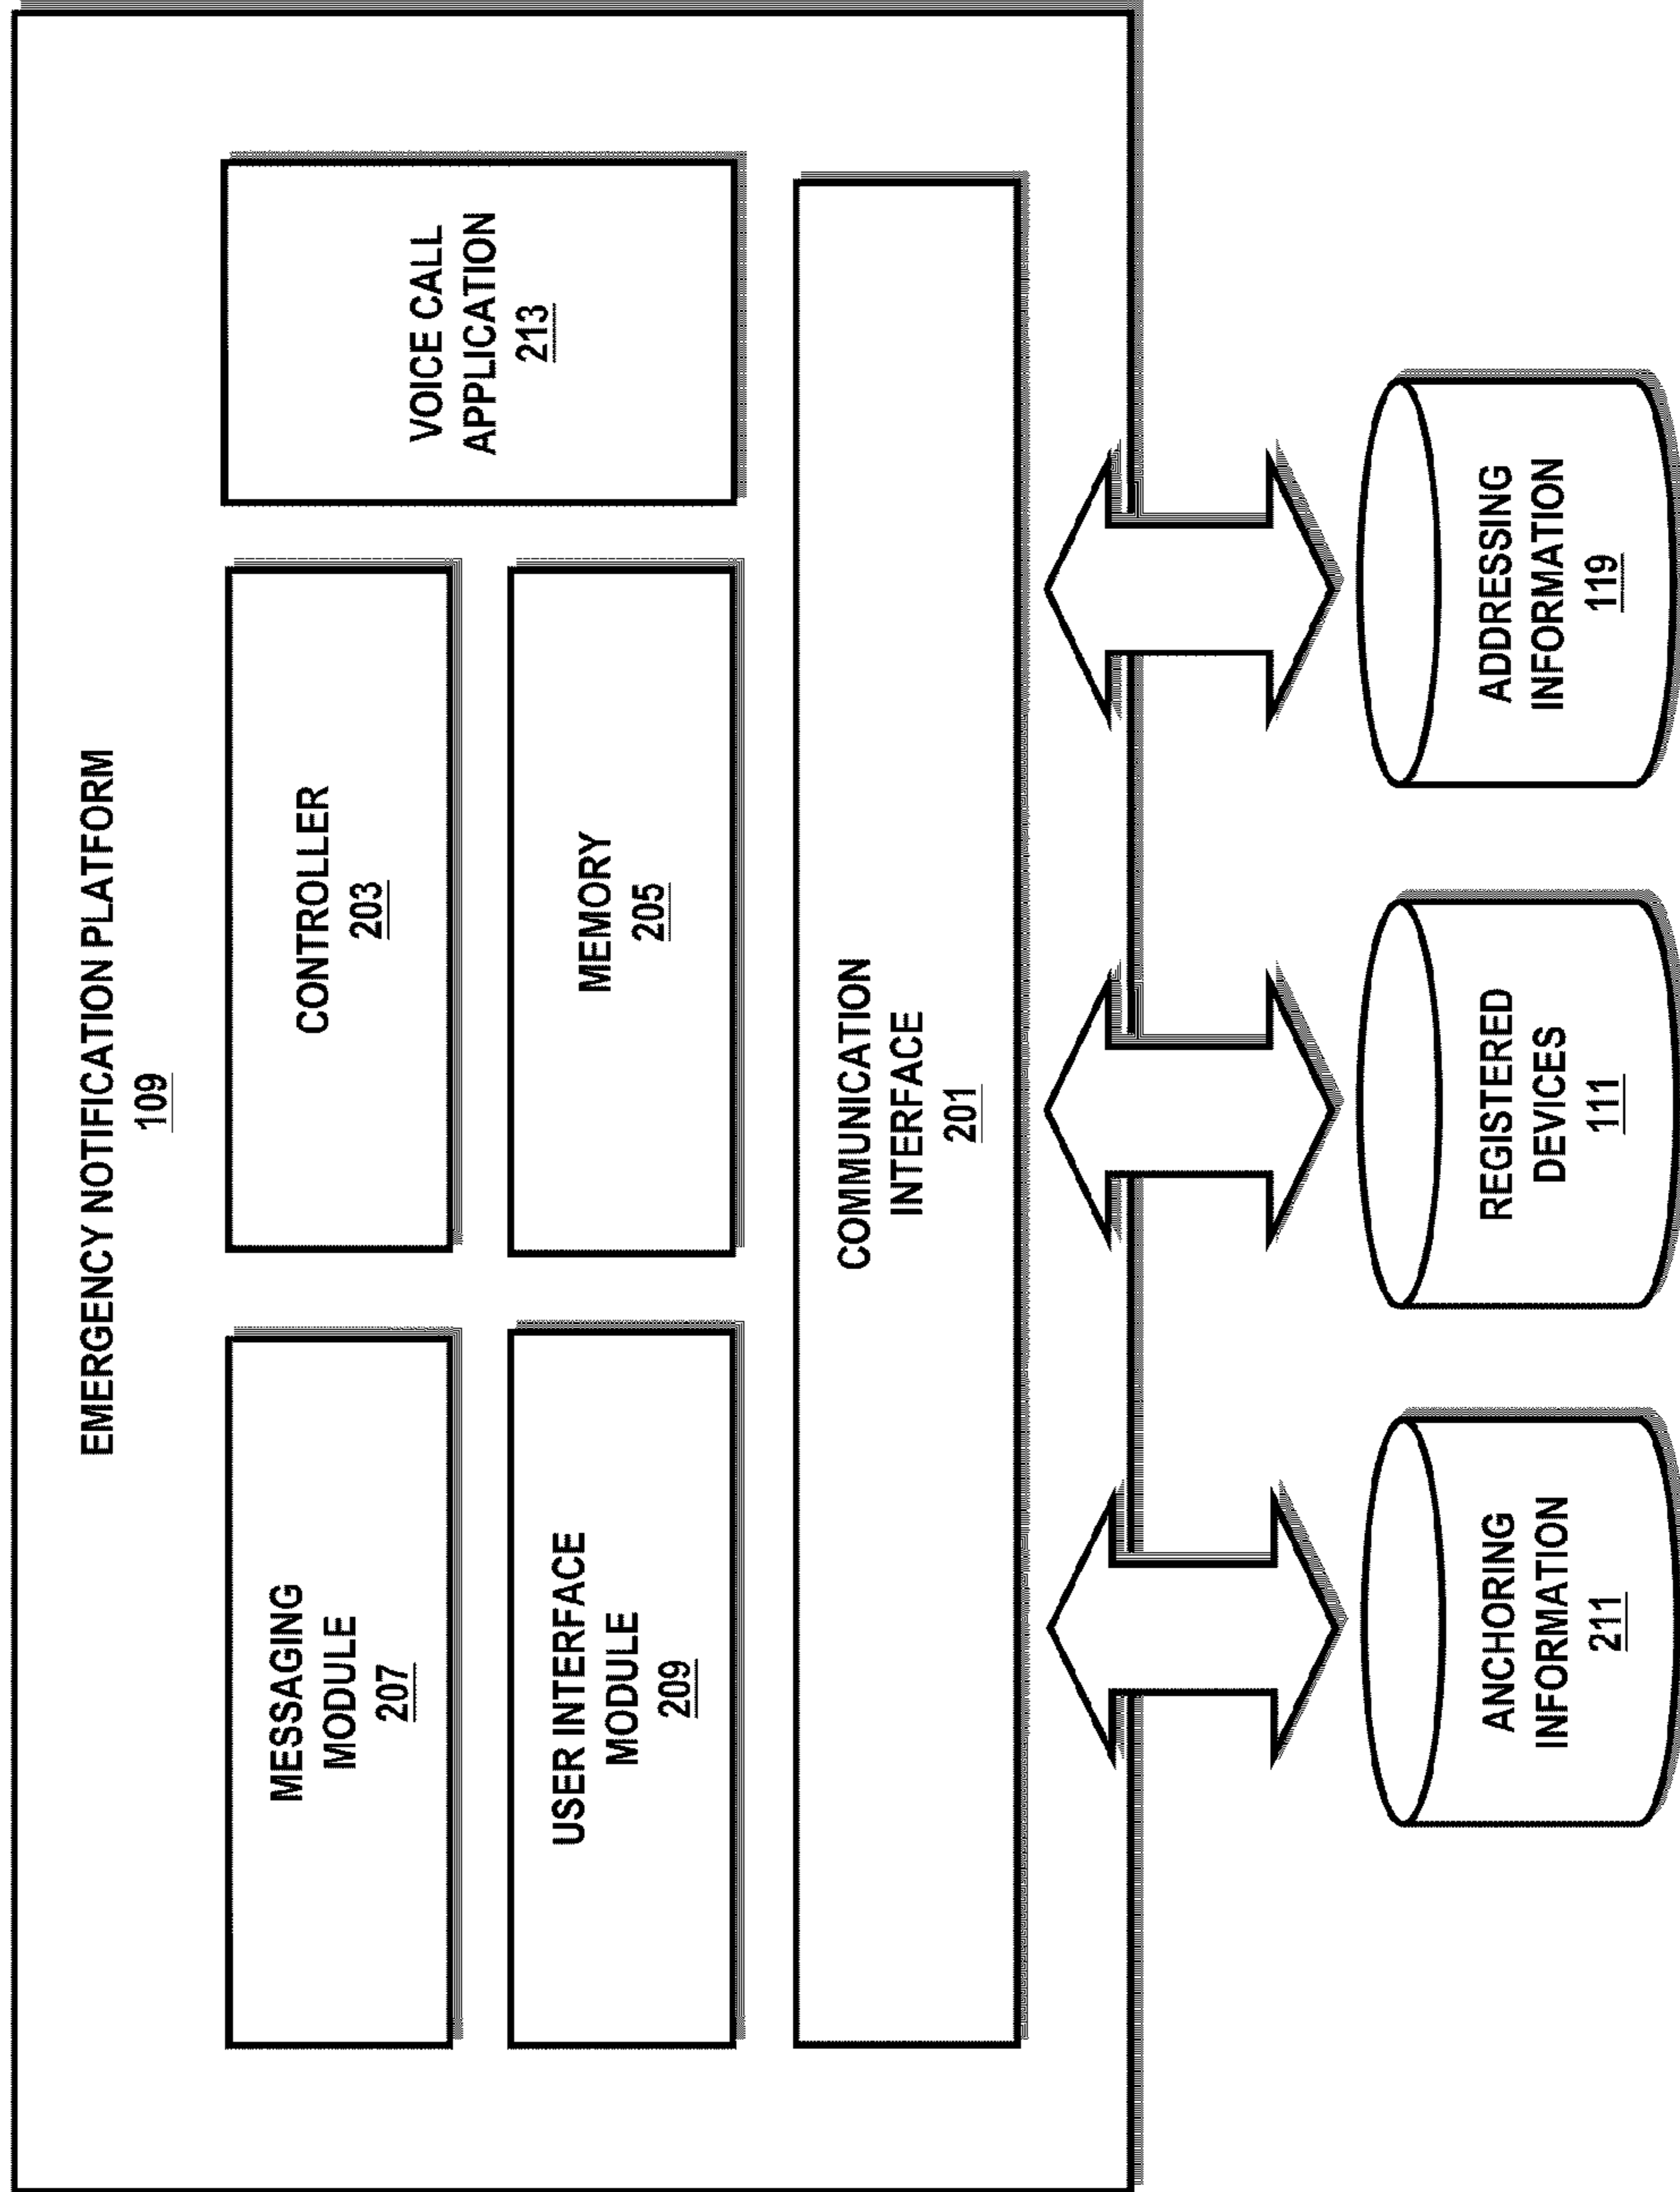 EMERGENCY NOTIFICATION PLATFORM
109
MESSAGING
MODULE
207
CONTROLLER
203
VOICE CALL
APPLICATION
213
USER INTERFACE
MODULE
209
MEMORY
205
COMMUNICATION
INTERFACE
201
ANCHORING
INFORMATION
211
REGISTERED
DEVICES
111
ADDRESSING
INFORMATION
119